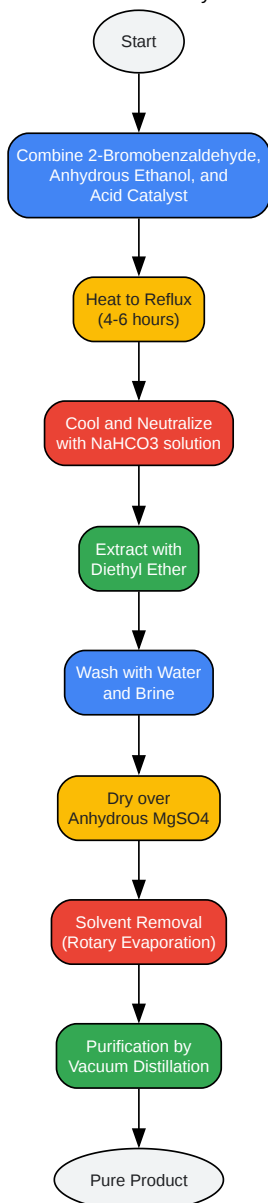 Start
Combine 2-Bromobenzaldehyde,
Anhydrous Ethanol, and
Acid Catalyst
Heat to Reflux
(4-6 hours)
Cool and Neutralize
with NaHCO3 solution
Extract with
Diethyl Ether
Wash with Water
and Brine
Dry over
Anhydrous MgSO4
Solvent Removal
(Rotary Evaporation)
Purification by
Vacuum Distillation
Pure Product